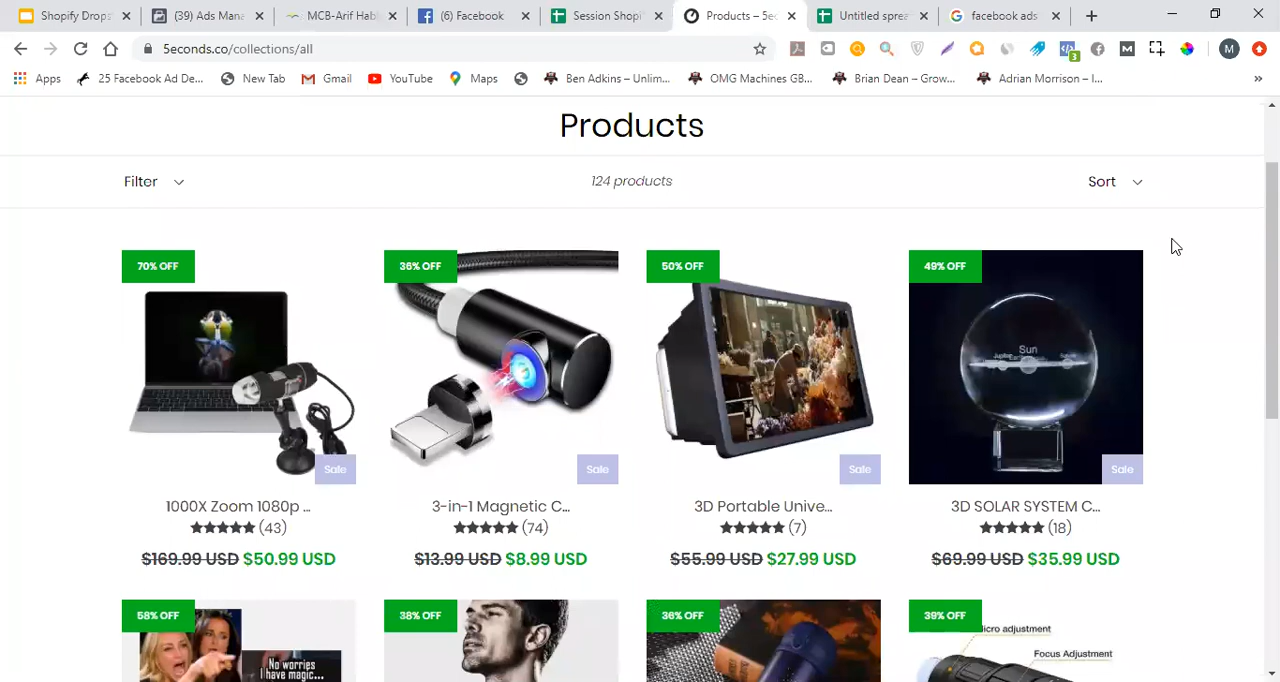 Shopify Drops
(39) Ads Mana
MCB-Arif Habi
(6) Facebook
Session Shopi
Products – 5ec
Untitled sprea
facebook ads
5econds.co/collections/all
3
M
Apps
25 Facebook Ad De...
New Tab
Gmail
YouTube
Maps
Ben Adkins – Unlim...
OMG Machines GB...
Brian Dean – Grow...
Adrian Morrison – I...
»
Products
Filter
124 products
Sort
70% OFF
36% OFF
50% OFF
49% OFF
Sun
Sale
Sale
Sale
Sale
1000X Zoom 1080p ...
3-in-1 Magnetic C...
3D Portable Unive...
3D SOLAR SYSTEM C...
★★★★★ (43)
★★★★★ (74)
★★★★★ (7)
★★★★★ (18)
$169.99 USD $50.99 USD
$13.99 USD $8.99 USD
$55.99 USD $27.99 USD
$69.99 USD $35.99 USD
58% OFF
38% OFF
36% OFF
39% OFF
No worries
I have magic...
icro adjustment
Focus Adjustment